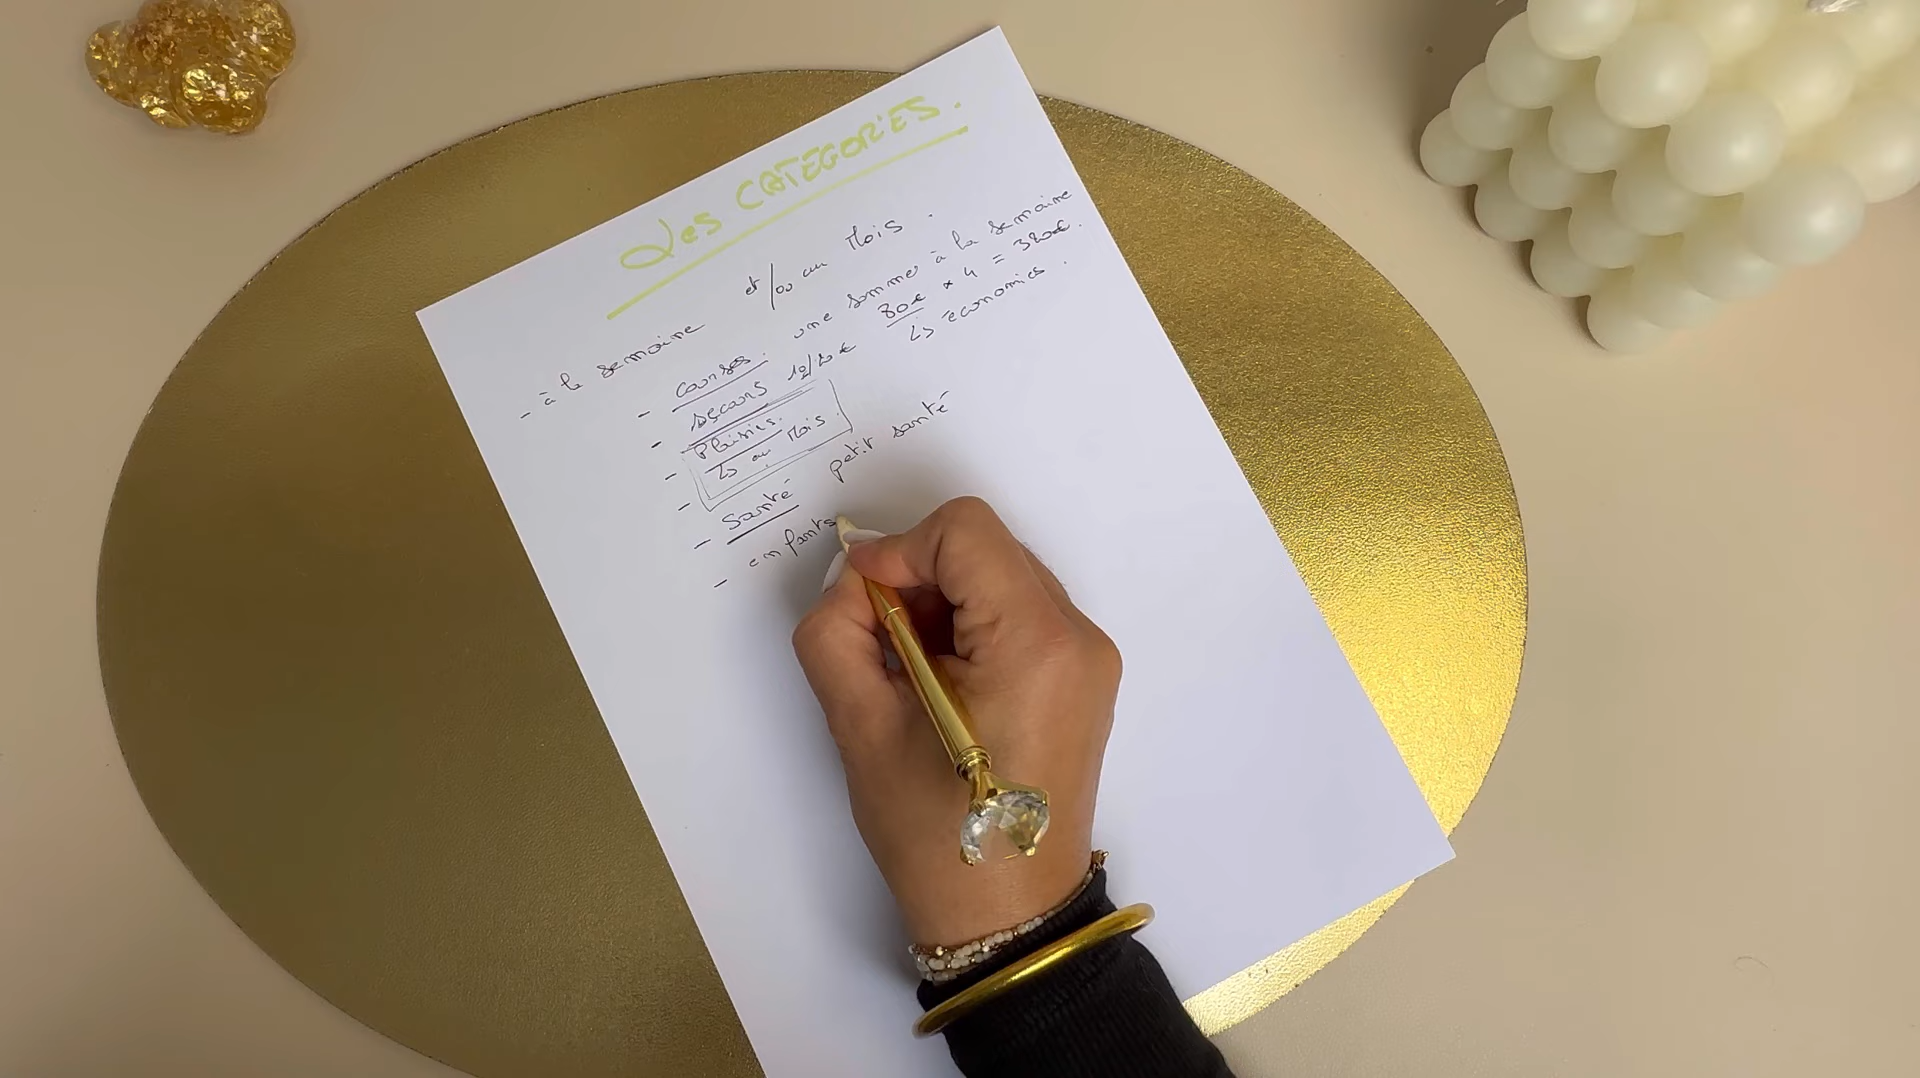 Les CATEGORIES.
- à la semaine et/ou au Mois.
- courses. une sommes à la semaine
- secours 10/20€ 80€ × 4 = 320€.
- Plaisirs. ↳ économies.
- ↳ au Mois.
- Santé petit santé
- enfants